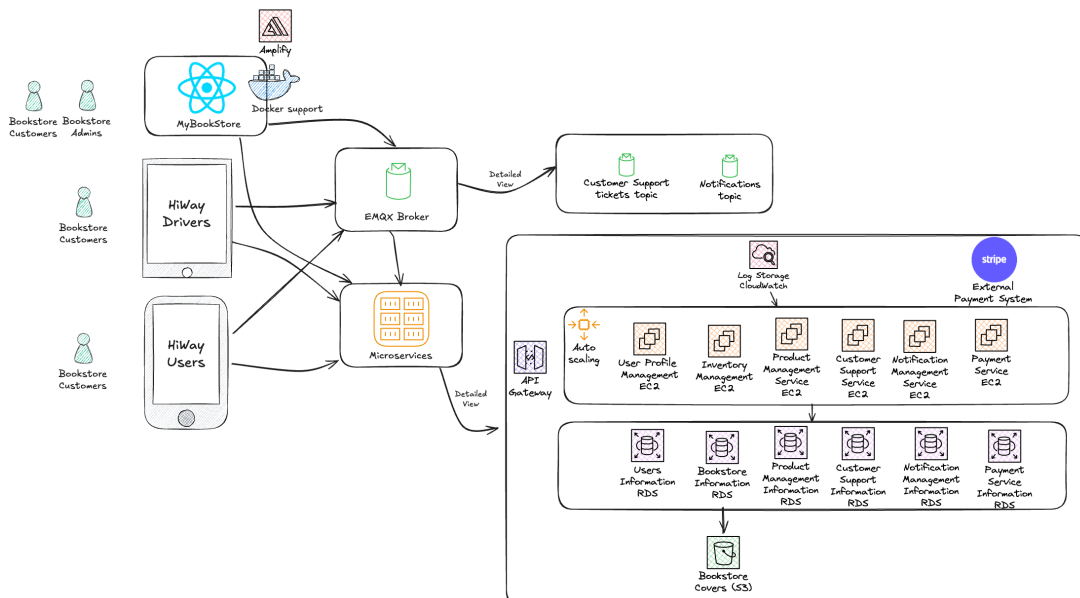 Amplify
Docker support
MyBookStore
Bookstore
Customers
Bookstore
Admins
HiWay
Drivers
Bookstore
Customers
HiWay
Users
Bookstore
Customers
EMQX Broker
Detailed
View
Customer Support
tickets topic
Notifications
topic
Microservices
Detailed
View
Log Storage
CloudWatch
stripe
External
Payment System
API
Gateway
Auto
scaling
User Profile
Management
EC2
Inventory
Management
EC2
Product
Management
Service
EC2
Customer
Support
Service
EC2
Notification
Management
Service
EC2
Payment
Service
EC2
Users
Information
RDS
Bookstore
Information
RDS
Product
Management
Information
RDS
Customer
Support
Information
RDS
Notification
Management
Information
RDS
Payment
Service
Information
RDS
Bookstore
Covers (S3)